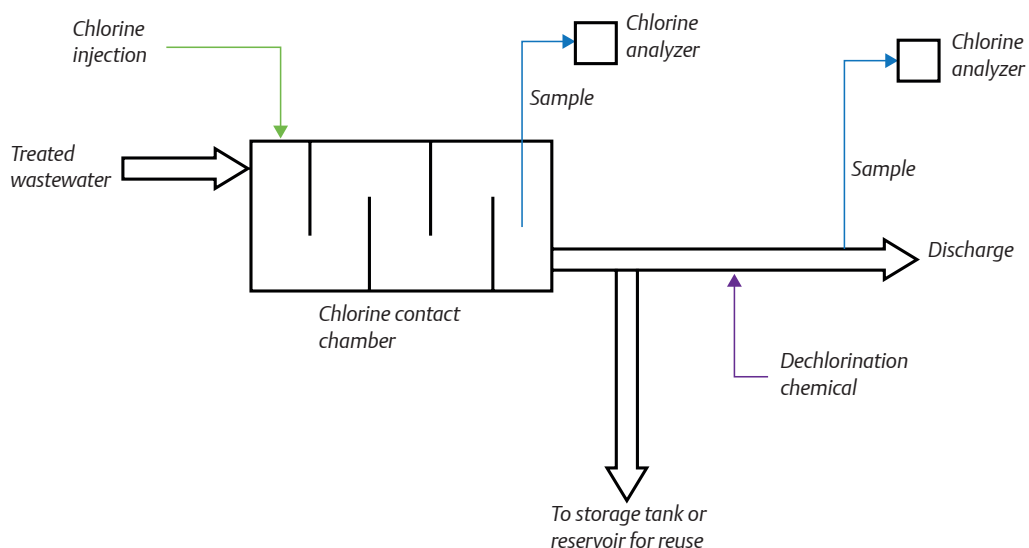 Chlorine
injection
Chlorine
analyzer
Chlorine
analyzer
Sample
Treated
wastewater
Sample
Discharge
Chlorine contact
chamber
Dechlorination
chemical
To storage tank or
reservoir for reuse